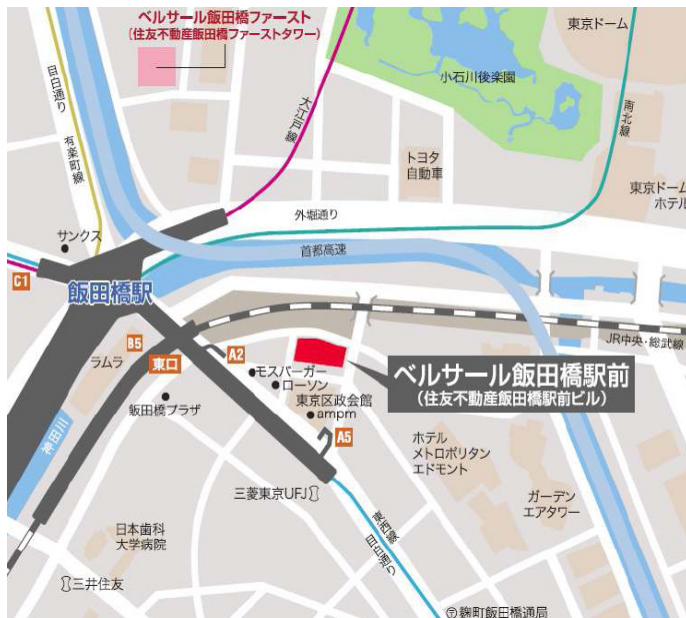 ベルサール飯田橋ファースト
(住友不動産飯田橋ファーストタワー)
東京ドーム
目白通り
有楽町線
大江戸線
小石川後楽園
南北線
トヨタ
自動車
東京ドーム
ホテル
外堀通り
サンクス
首都高速
C1
飯田橋駅
JR中央・総武線
B5
東口
A2
ラムラ
モスバーガー
ローソン
ベルサール飯田橋駅前
(住友不動産飯田橋駅前ビル)
飯田橋プラザ
東京区政会館
ampm
神田川
A5
ホテル
メトロポリタン
エドモント
三菱東京UFJ
ガーデン
エアタワー
東西線
目白通り
日本歯科
大学病院
三井住友
麹町飯田橋通局